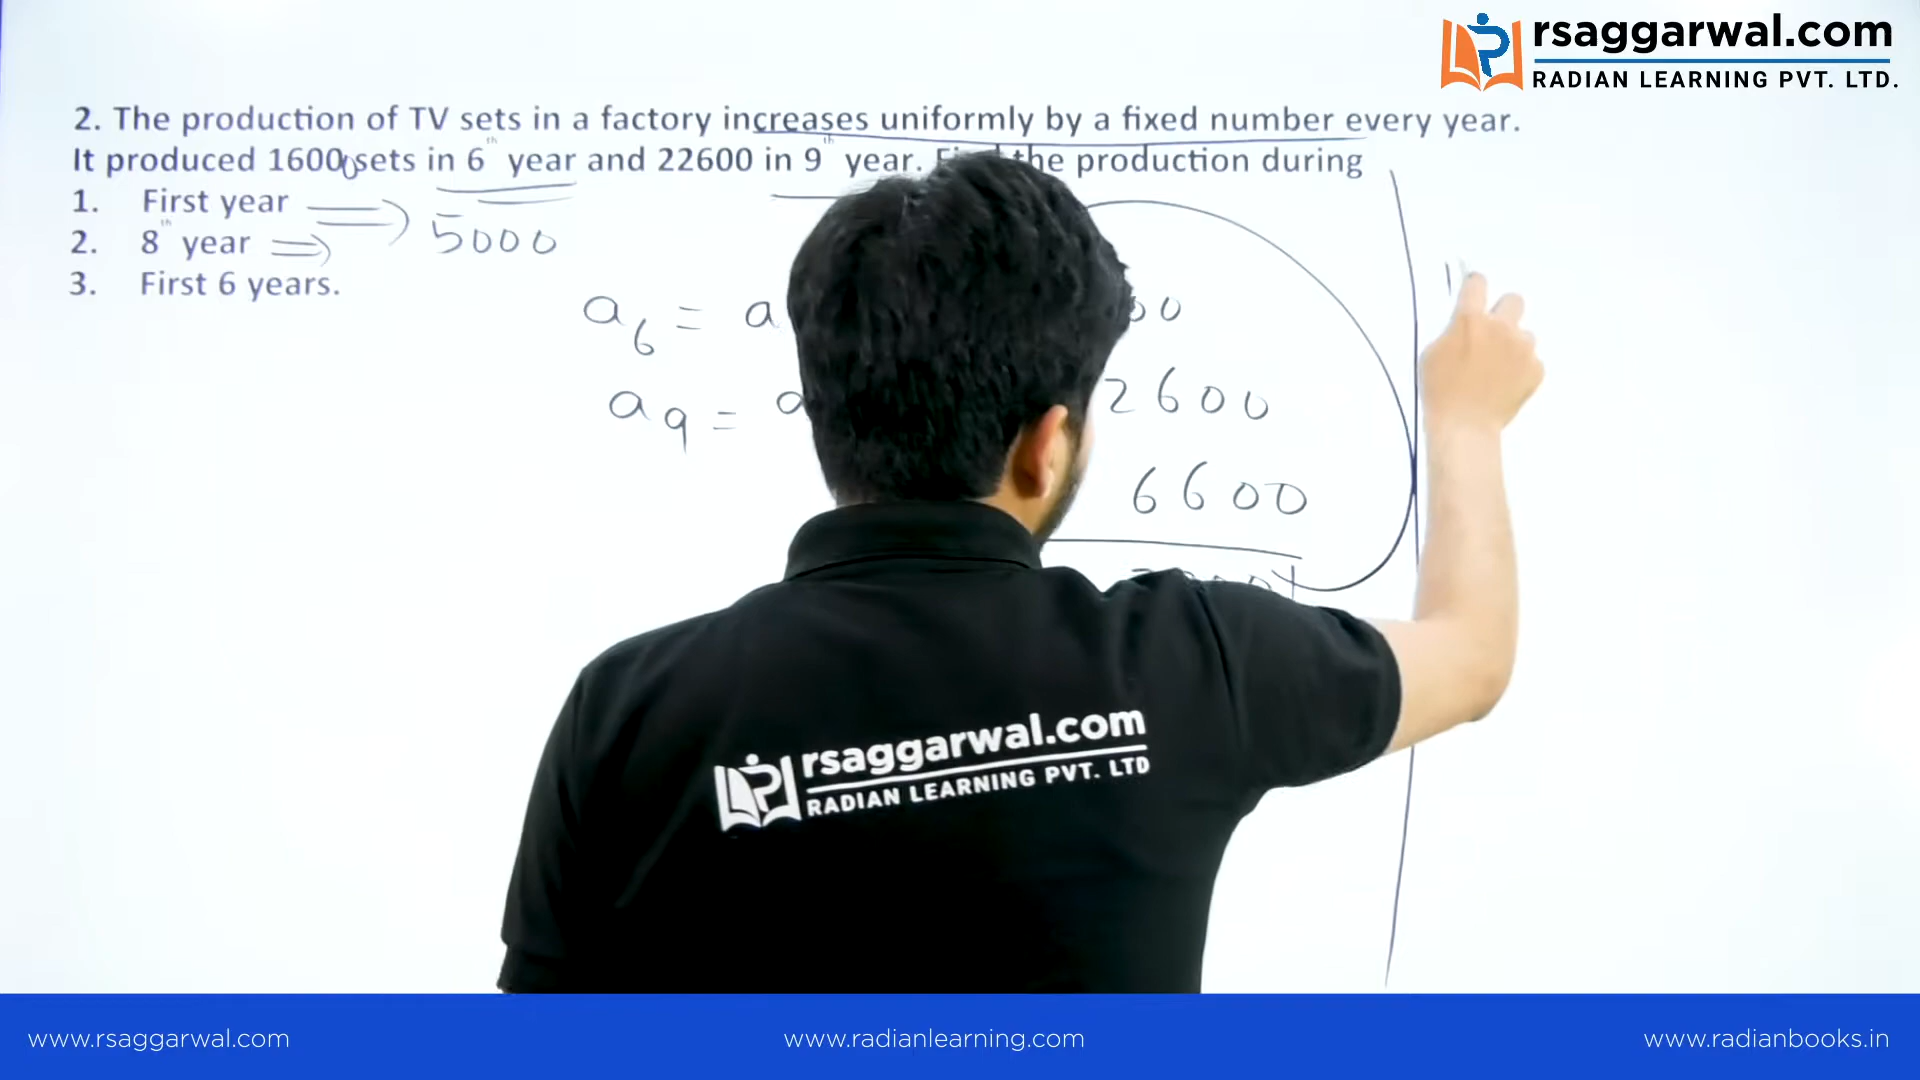 rsaggarwal.com
RADIAN LEARNING PVT. LTD.
2. The production of TV sets in a factory increases uniformly by a fixed number every year.
It produced 16000 sets in 6th year and 22600 in 9th year. the production during
1. First year ⇒ 5000
2. 8th year ⇒
3. First 6 years.
a6 = a
a9 = a 2600
6600
rsaggarwal.com
RADIAN LEARNING PVT. LTD
www.rsaggarwal.com
www.radianlearning.com
www.radianbooks.in